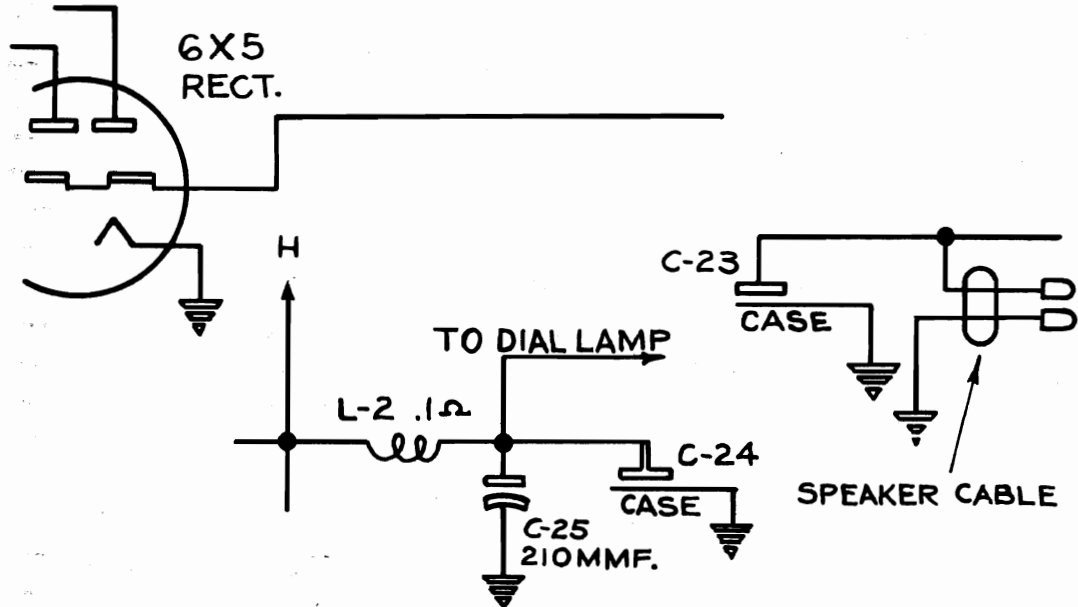 6X5
RECT.
H
C-23
CASE
TO DIAL LAMP
L-2 .1Ω
C-24
CASE
SPEAKER CABLE
C-25
210MMF.